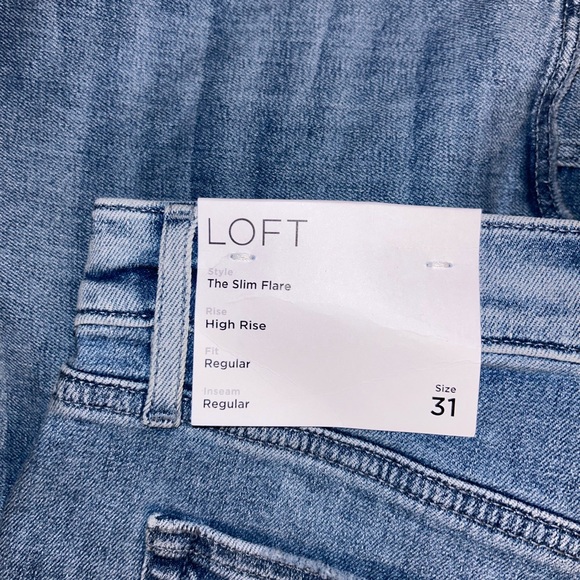 LOFT
Style
The Slim Flare
Rise
High Rise
Fit
Regular
Inseam
Regular
Size
31